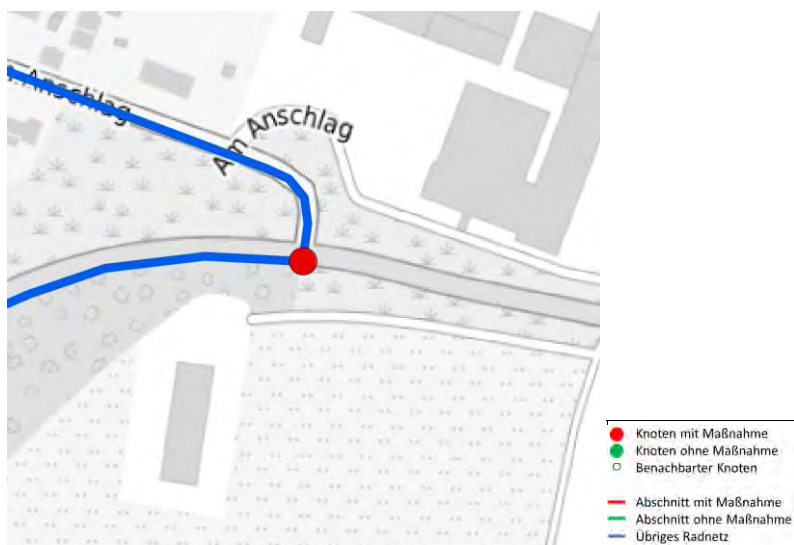 Anschlag
Am Anschlag
Knoten mit Maßnahme
Knoten ohne Maßnahme
Benachbarter Knoten
Abschnitt mit Maßnahme
Abschnitt ohne Maßnahme
Übriges Radnetz